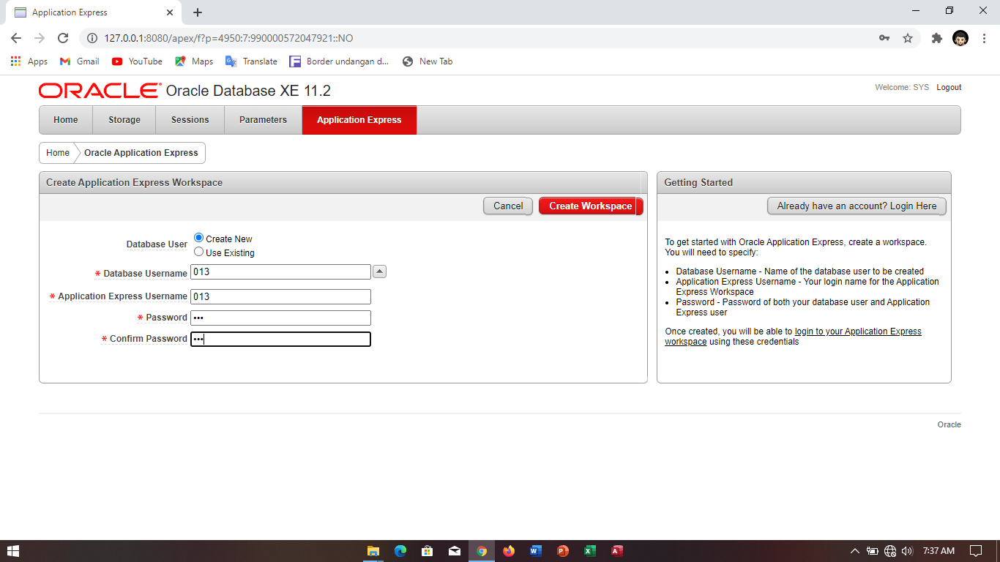 Application Express
127.0.0.1:8080/apex/f?p=4950:7:990000572047921::NO
Apps Gmail YouTube Maps Translate Border undangan d... New Tab
ORACLE Oracle Database XE 11.2
Welcome: SYS Logout
Home Storage Sessions Parameters Application Express
Home Oracle Application Express
Create Application Express Workspace
Cancel Create Workspace
Database User
Create New
Use Existing
* Database Username 013
* Application Express Username 013
* Password •••
* Confirm Password •••
Getting Started
Already have an account? Login Here
To get started with Oracle Application Express, create a workspace.
You will need to specify:
• Database Username - Name of the database user to be created
• Application Express Username - Your login name for the Application
Express Workspace
• Password - Password of both your database user and Application
Express user
Once created, you will be able to login to your Application Express
workspace using these credentials
Oracle
7:37 AM